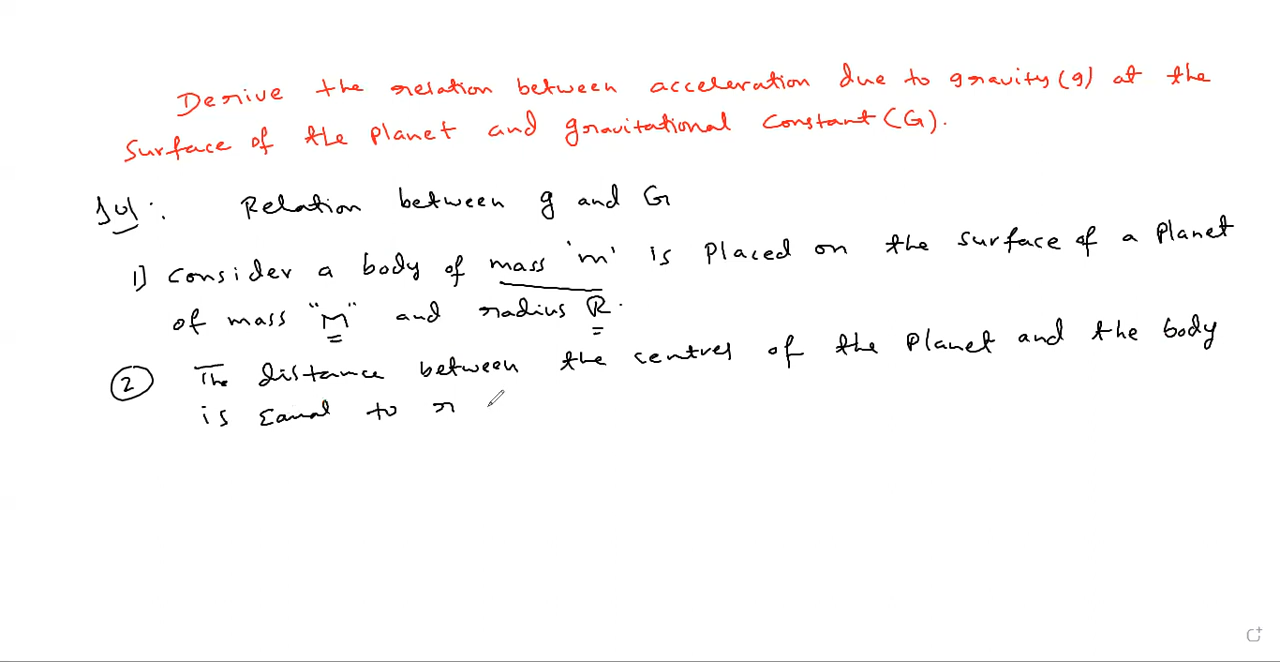 Derive the relation between acceleration due to gravity(g) at the
Surface of the Planet and gravitational Constant(G).
Sol:. Relation between g and G
1) Consider a body of mass 'm' is Placed on the surface of a Planet
of mass "M" and radius R.
2 The distance between the centres of the Planet and the body
is Equal to r